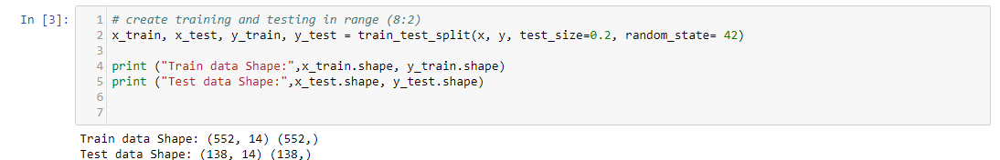 In [3]:
1 # create training and testing in range (8:2)
2 x_train, x_test, y_train, y_test = train_test_split(x, y, test_size=0.2, random_state= 42)
3
4 print ("Train data Shape:",x_train.shape, y_train.shape)
5 print ("Test data Shape:",x_test.shape, y_test.shape)
6
7
Train data Shape: (552, 14) (552,)
Test data Shape: (138, 14) (138,)